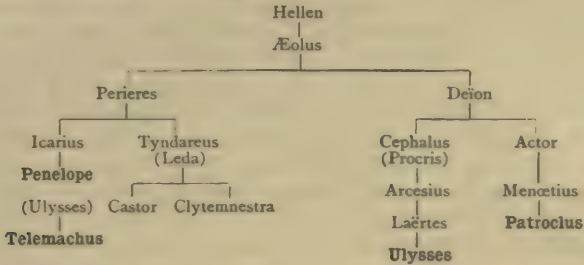 Hellen
Æolus
Perieres Deïon
Icarius Tyndareus Cephalus Actor
(Leda) (Procris)
Penelope
Arcesius Menœtius
(Ulysses) Castor Clytemnestra
Laërtes Patroclus
Telemachus
Ulysses